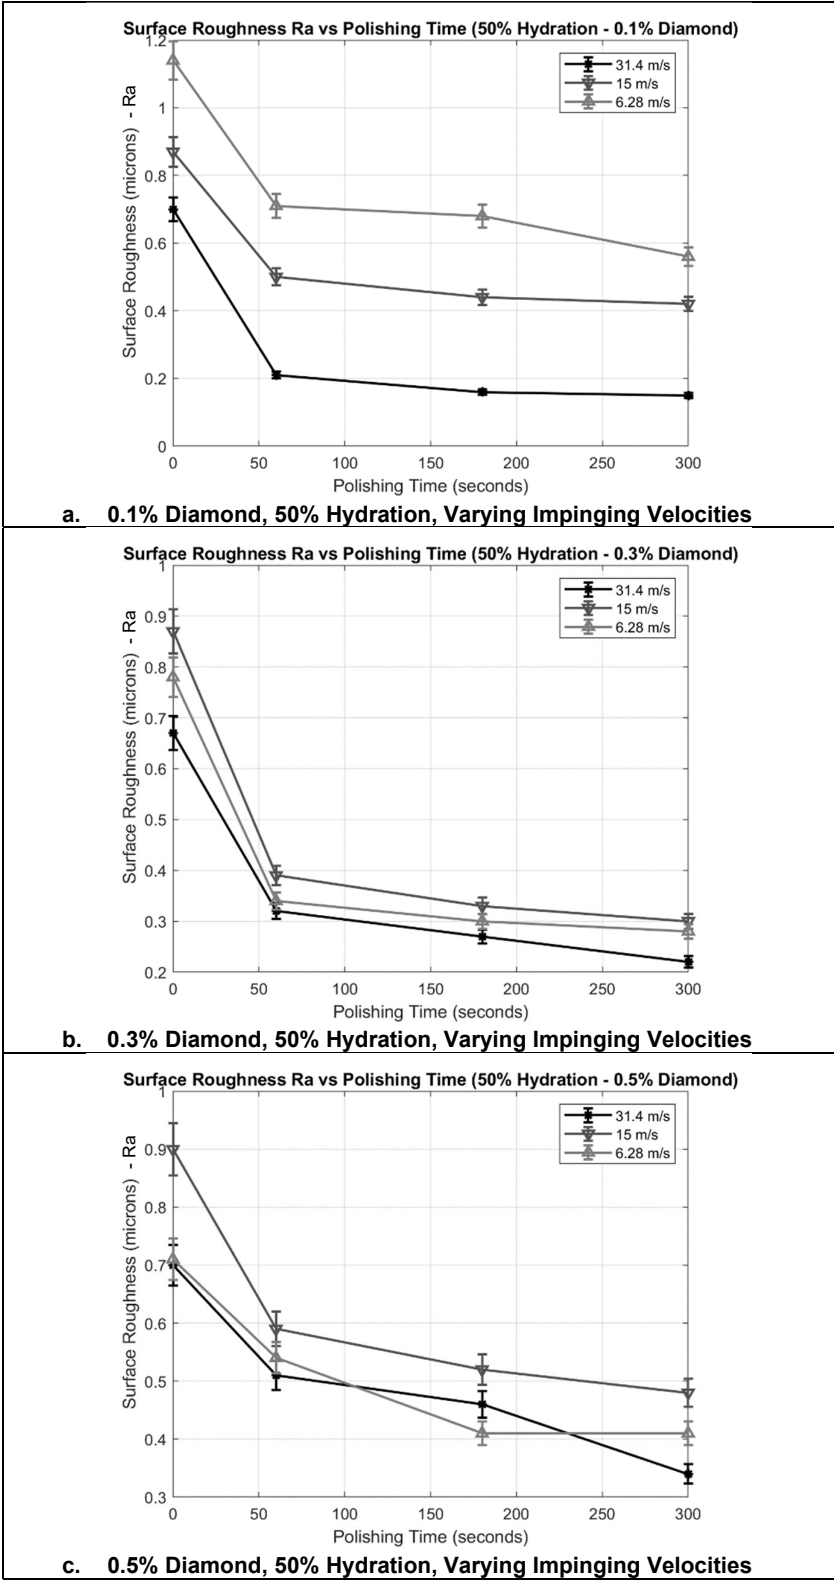 Surface Roughness Ra vs Polishing Time (50% Hydration - 0.1% Diamond)
Surface Roughness (microns) - Ra
1.2
1
0.8
0.6
0.4
0.2
0
31.4 m/s
15 m/s
6.28 m/s
0 50 100 150 200 250 300
Polishing Time (seconds)
a. 0.1% Diamond, 50% Hydration, Varying Impinging Velocities
Surface Roughness Ra vs Polishing Time (50% Hydration - 0.3% Diamond)
Surface Roughness (microns) - Ra
1
0.9
0.8
0.7
0.6
0.5
0.4
0.3
0.2
31.4 m/s
15 m/s
6.28 m/s
0 50 100 150 200 250 300
Polishing Time (seconds)
b. 0.3% Diamond, 50% Hydration, Varying Impinging Velocities
Surface Roughness Ra vs Polishing Time (50% Hydration - 0.5% Diamond)
Surface Roughness (microns) - Ra
1
0.9
0.8
0.7
0.6
0.5
0.4
0.3
31.4 m/s
15 m/s
6.28 m/s
0 50 100 150 200 250 300
Polishing Time (seconds)
c. 0.5% Diamond, 50% Hydration, Varying Impinging Velocities